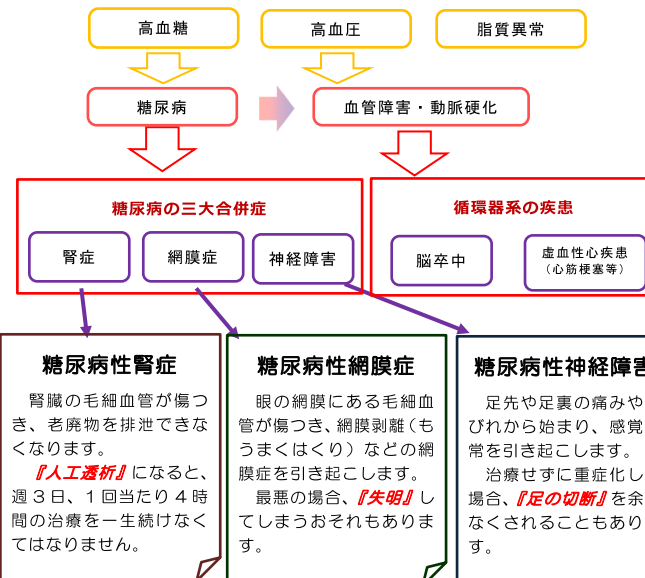 高血糖
高血圧
脂質異常
糖尿病
血管障害・動脈硬化
糖尿病の三大合併症
循環器系の疾患
腎症
網膜症
神経障害
脳卒中
虚血性心疾患
(心筋梗塞等)
糖尿病性腎症
腎臓の毛細血管が傷つ
き、老廃物を排泄できな
くなります。
『人工透析』になると、
週3日、1回当たり4時
間の治療を一生続けなく
てはなりません。
糖尿病性網膜症
眼の網膜にある毛細血
管が傷つき、網膜剥離(も
うまくはくり)などの網
膜症を引き起こします。
最悪の場合、『失明』し
てしまうおそれもありま
す。
糖尿病性神経障害
足先や足裏の痛みや
びれから始まり、感覚
常を引き起こします。
治療せずに重症化し
場合、『足の切断』を余
なくされることもあり
す。